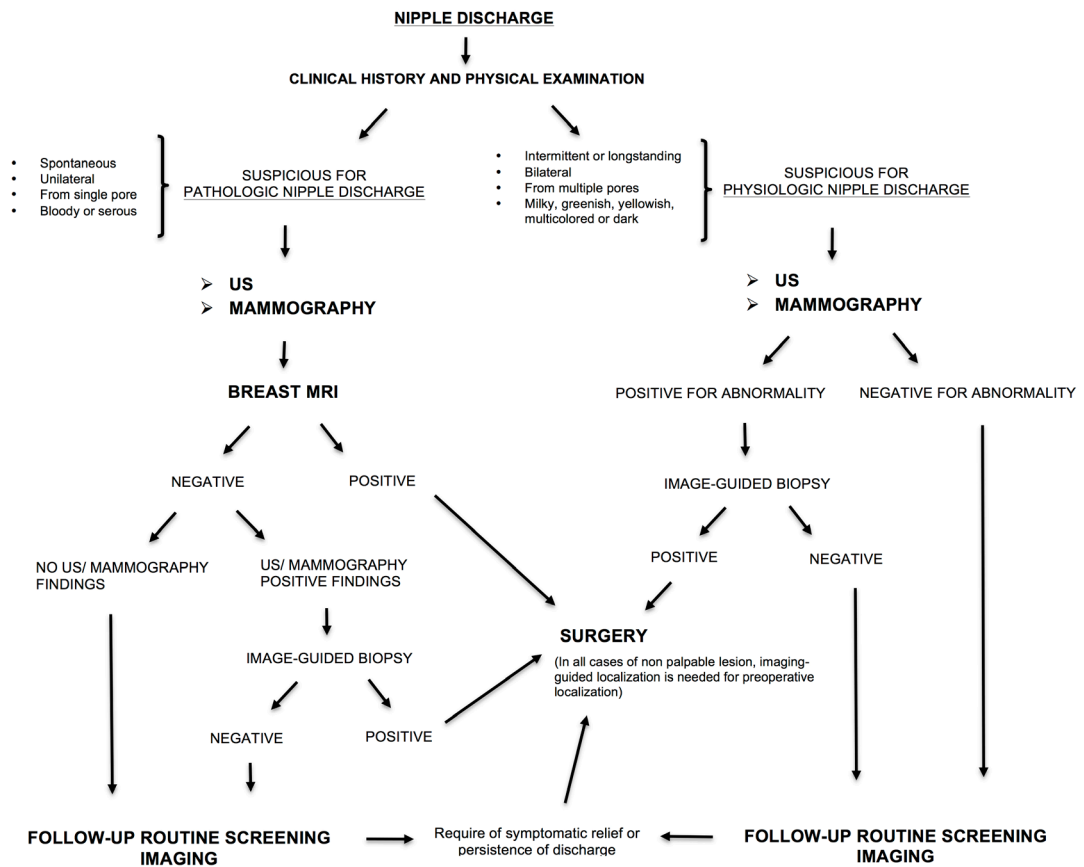 NIPPLE DISCHARGE
CLINICAL HISTORY AND PHYSICAL EXAMINATION
• Spontaneous
• Unilateral
• From single pore
• Bloody or serous
SUSPICIOUS FOR
PATHOLOGIC NIPPLE DISCHARGE
• Intermittent or longstanding
• Bilateral
• From multiple pores
• Milky, greenish, yellowish,
multicolored or dark
SUSPICIOUS FOR
PHYSIOLOGIC NIPPLE DISCHARGE
➢ US
➢ MAMMOGRAPHY
➢ US
➢ MAMMOGRAPHY
BREAST MRI
POSITIVE FOR ABNORMALITY
NEGATIVE FOR ABNORMALITY
NEGATIVE
POSITIVE
IMAGE-GUIDED BIOPSY
NO US/ MAMMOGRAPHY
FINDINGS
US/ MAMMOGRAPHY
POSITIVE FINDINGS
POSITIVE
NEGATIVE
SURGERY
(In all cases of non palpable lesion, imaging-
guided localization is needed for preoperative
localization)
IMAGE-GUIDED BIOPSY
NEGATIVE
POSITIVE
FOLLOW-UP ROUTINE SCREENING
IMAGING
Require of symptomatic relief or
persistence of discharge
FOLLOW-UP ROUTINE SCREENING
IMAGING